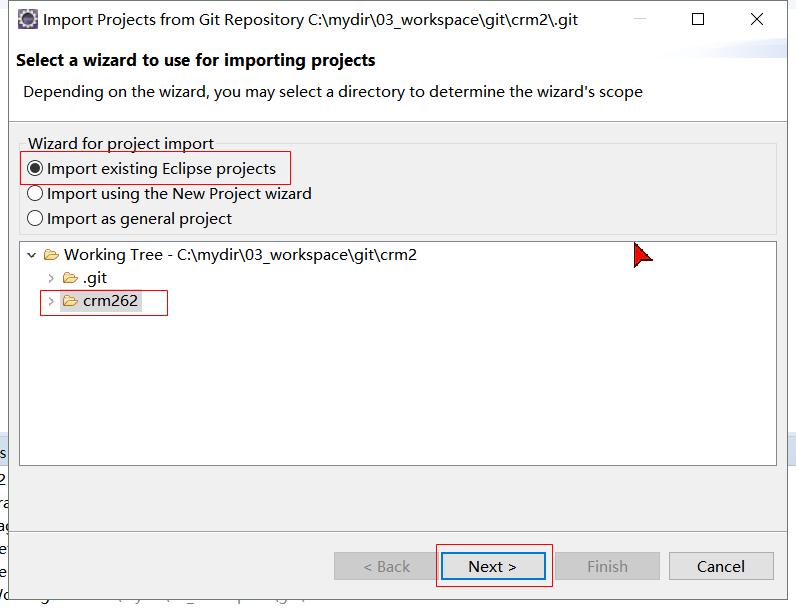 Import Projects from Git Repository C:\mydir\03_workspace\git\crm2\.git
Select a wizard to use for importing projects
Depending on the wizard, you may select a directory to determine the wizard's scope
Wizard for project import
Import existing Eclipse projects
Import using the New Project wizard
Import as general project
Working Tree - C:\mydir\03_workspace\git\crm2
.git
crm262
< Back
Next >
Finish
Cancel